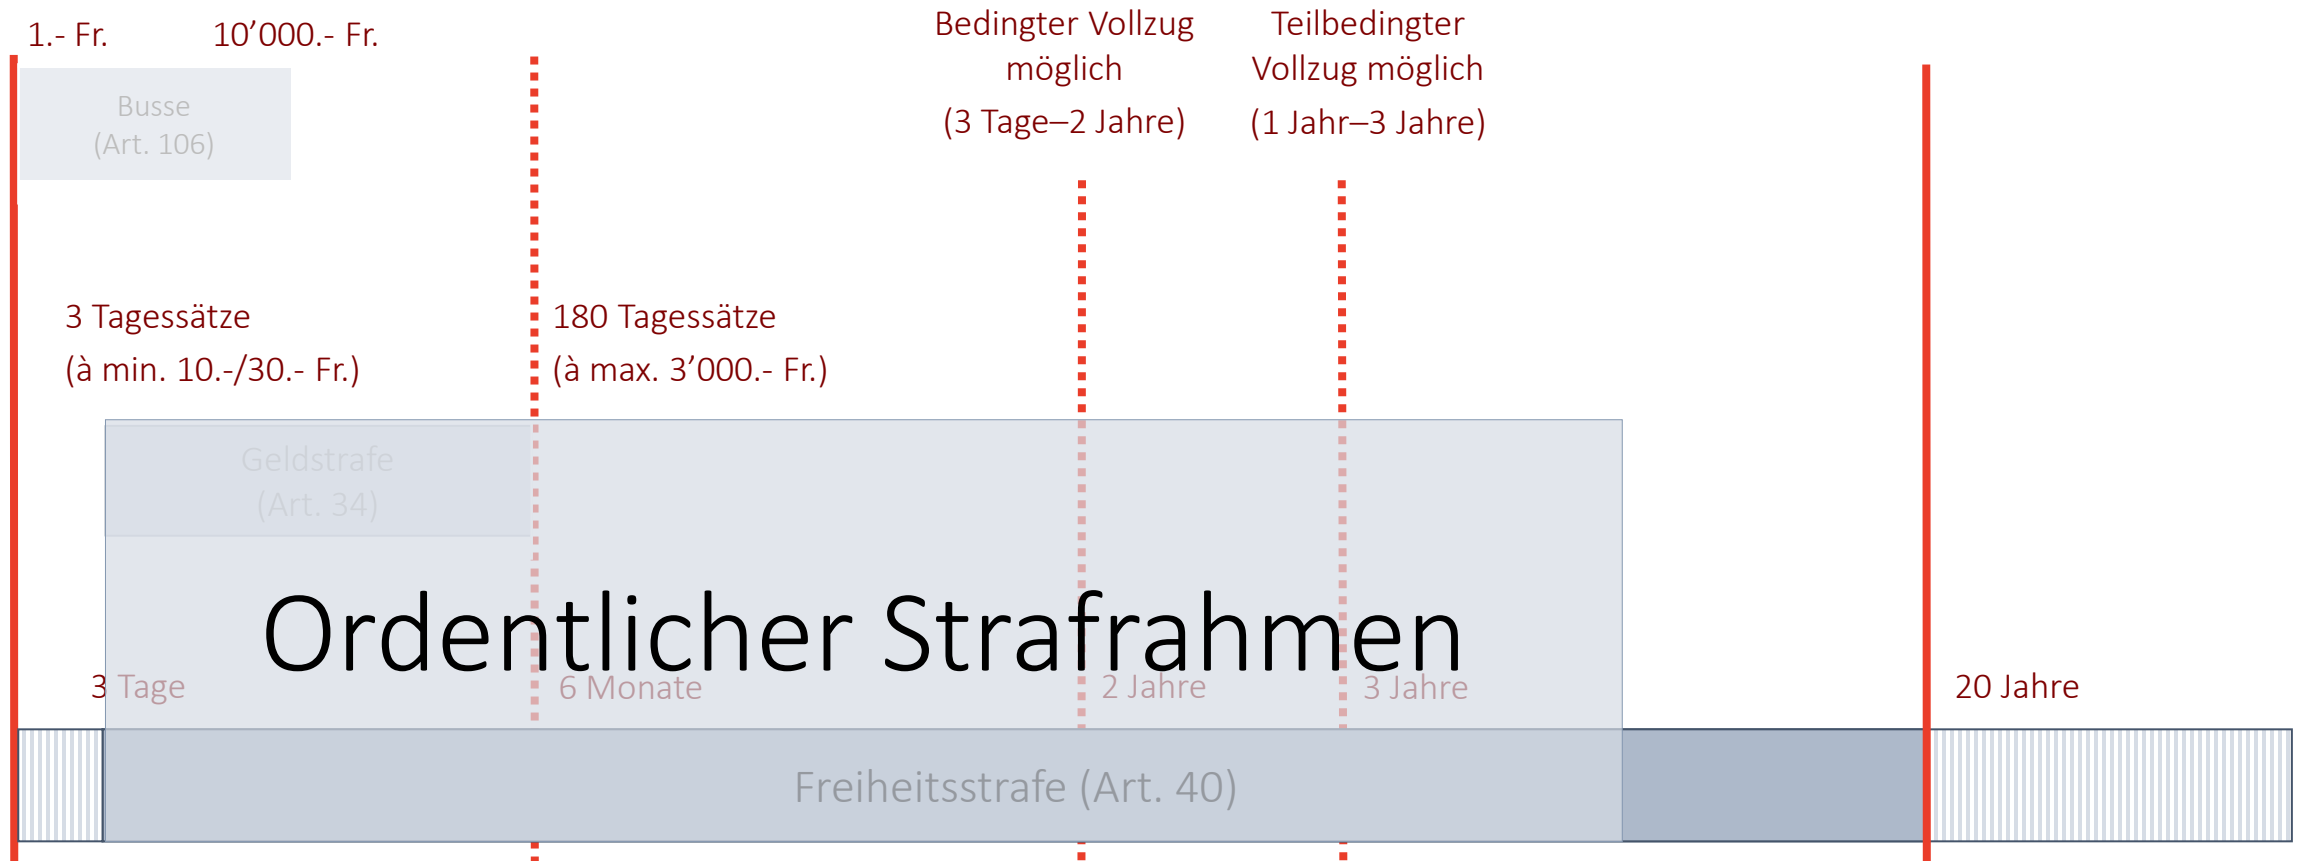 1.- Fr.
10’000.- Fr.
Bedingter Vollzug
möglich
(3 Tage–2 Jahre)
Teilbedingter
Vollzug möglich
(1 Jahr–3 Jahre)
Busse
(Art. 106)
3 Tagessätze
(à min. 10.-/30.- Fr.)
180 Tagessätze
(à max. 3’000.- Fr.)
Geldstrafe
(Art. 34)
Ordentlicher Strafrahmen
3 Tage
6 Monate
2 Jahre
3 Jahre
20 Jahre
Freiheitsstrafe (Art. 40)